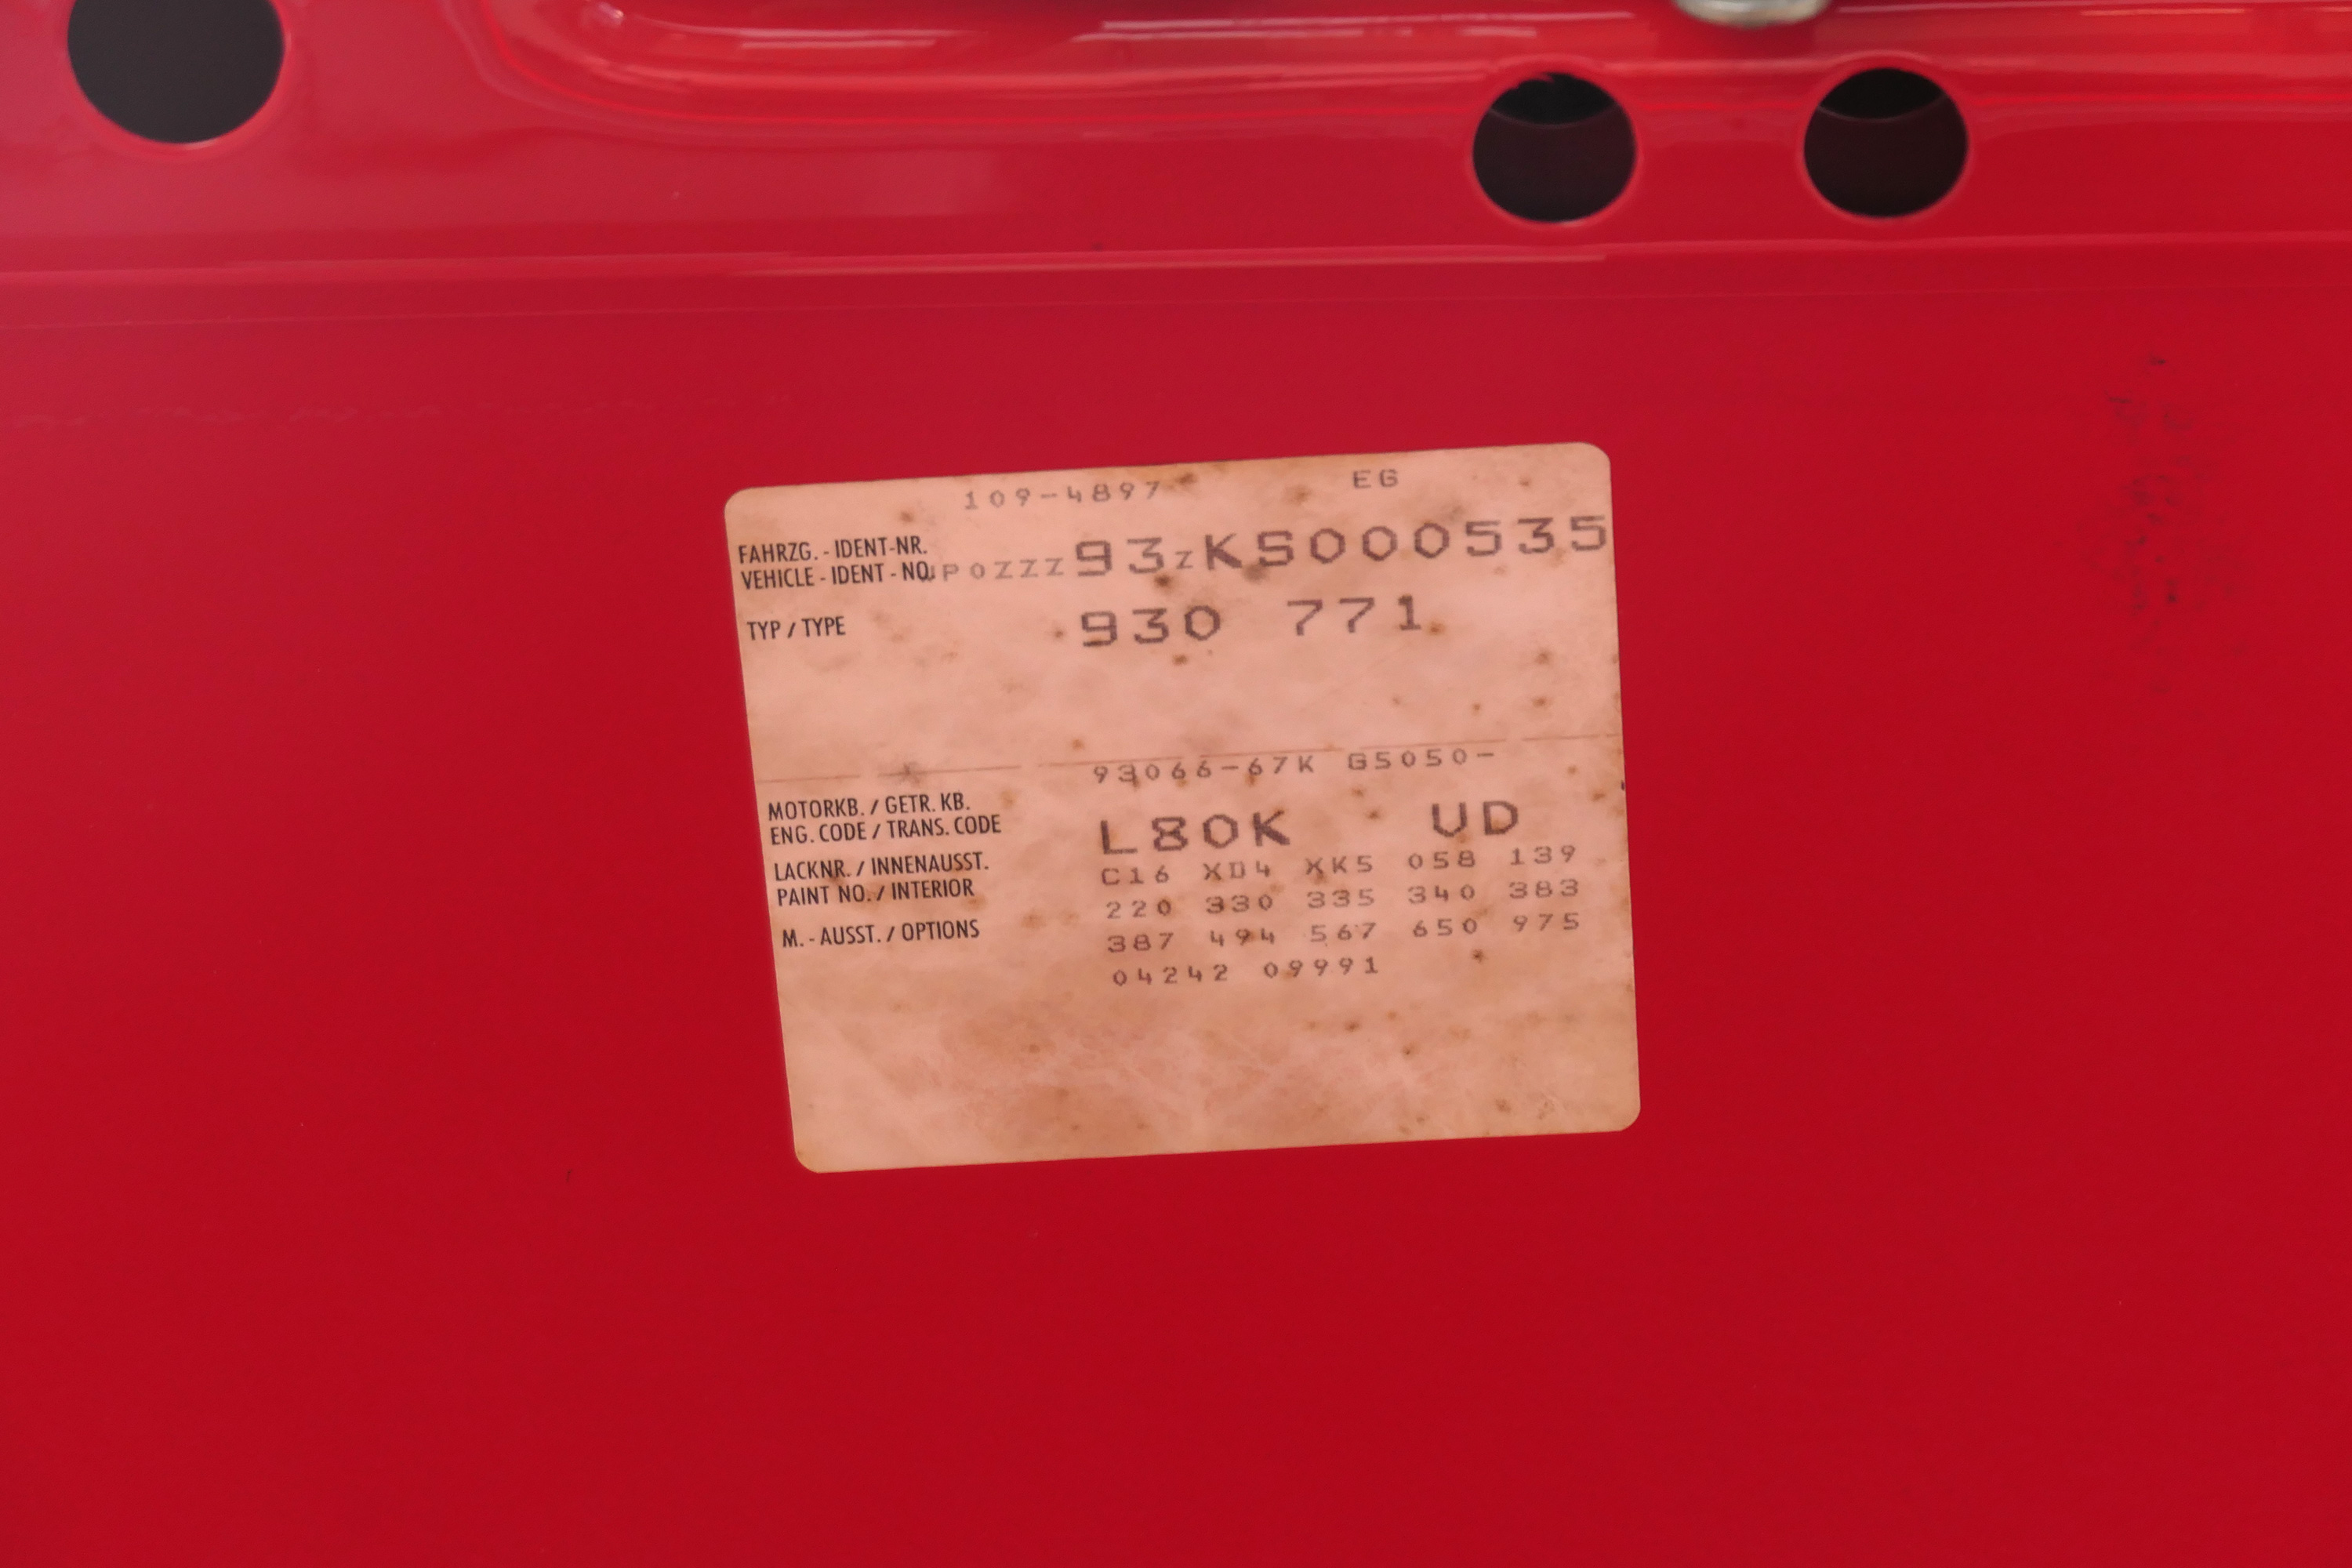 109-4897 EG
FAHRZG. - IDENT-NR.
VEHICLE - IDENT - NO. WP0ZZZ93ZKS000535
TYP / TYPE 930 771
93066-67K G5050-
MOTORKB. / GETR. KB.
ENG. CODE / TRANS. CODE L80K UD
LACKNR. / INNENAUSST. C16 XD4 XK5 058 139
PAINT NO. / INTERIOR 220 330 335 340 383
M. - AUSST. / OPTIONS 387 494 567 650 975
04242 09991